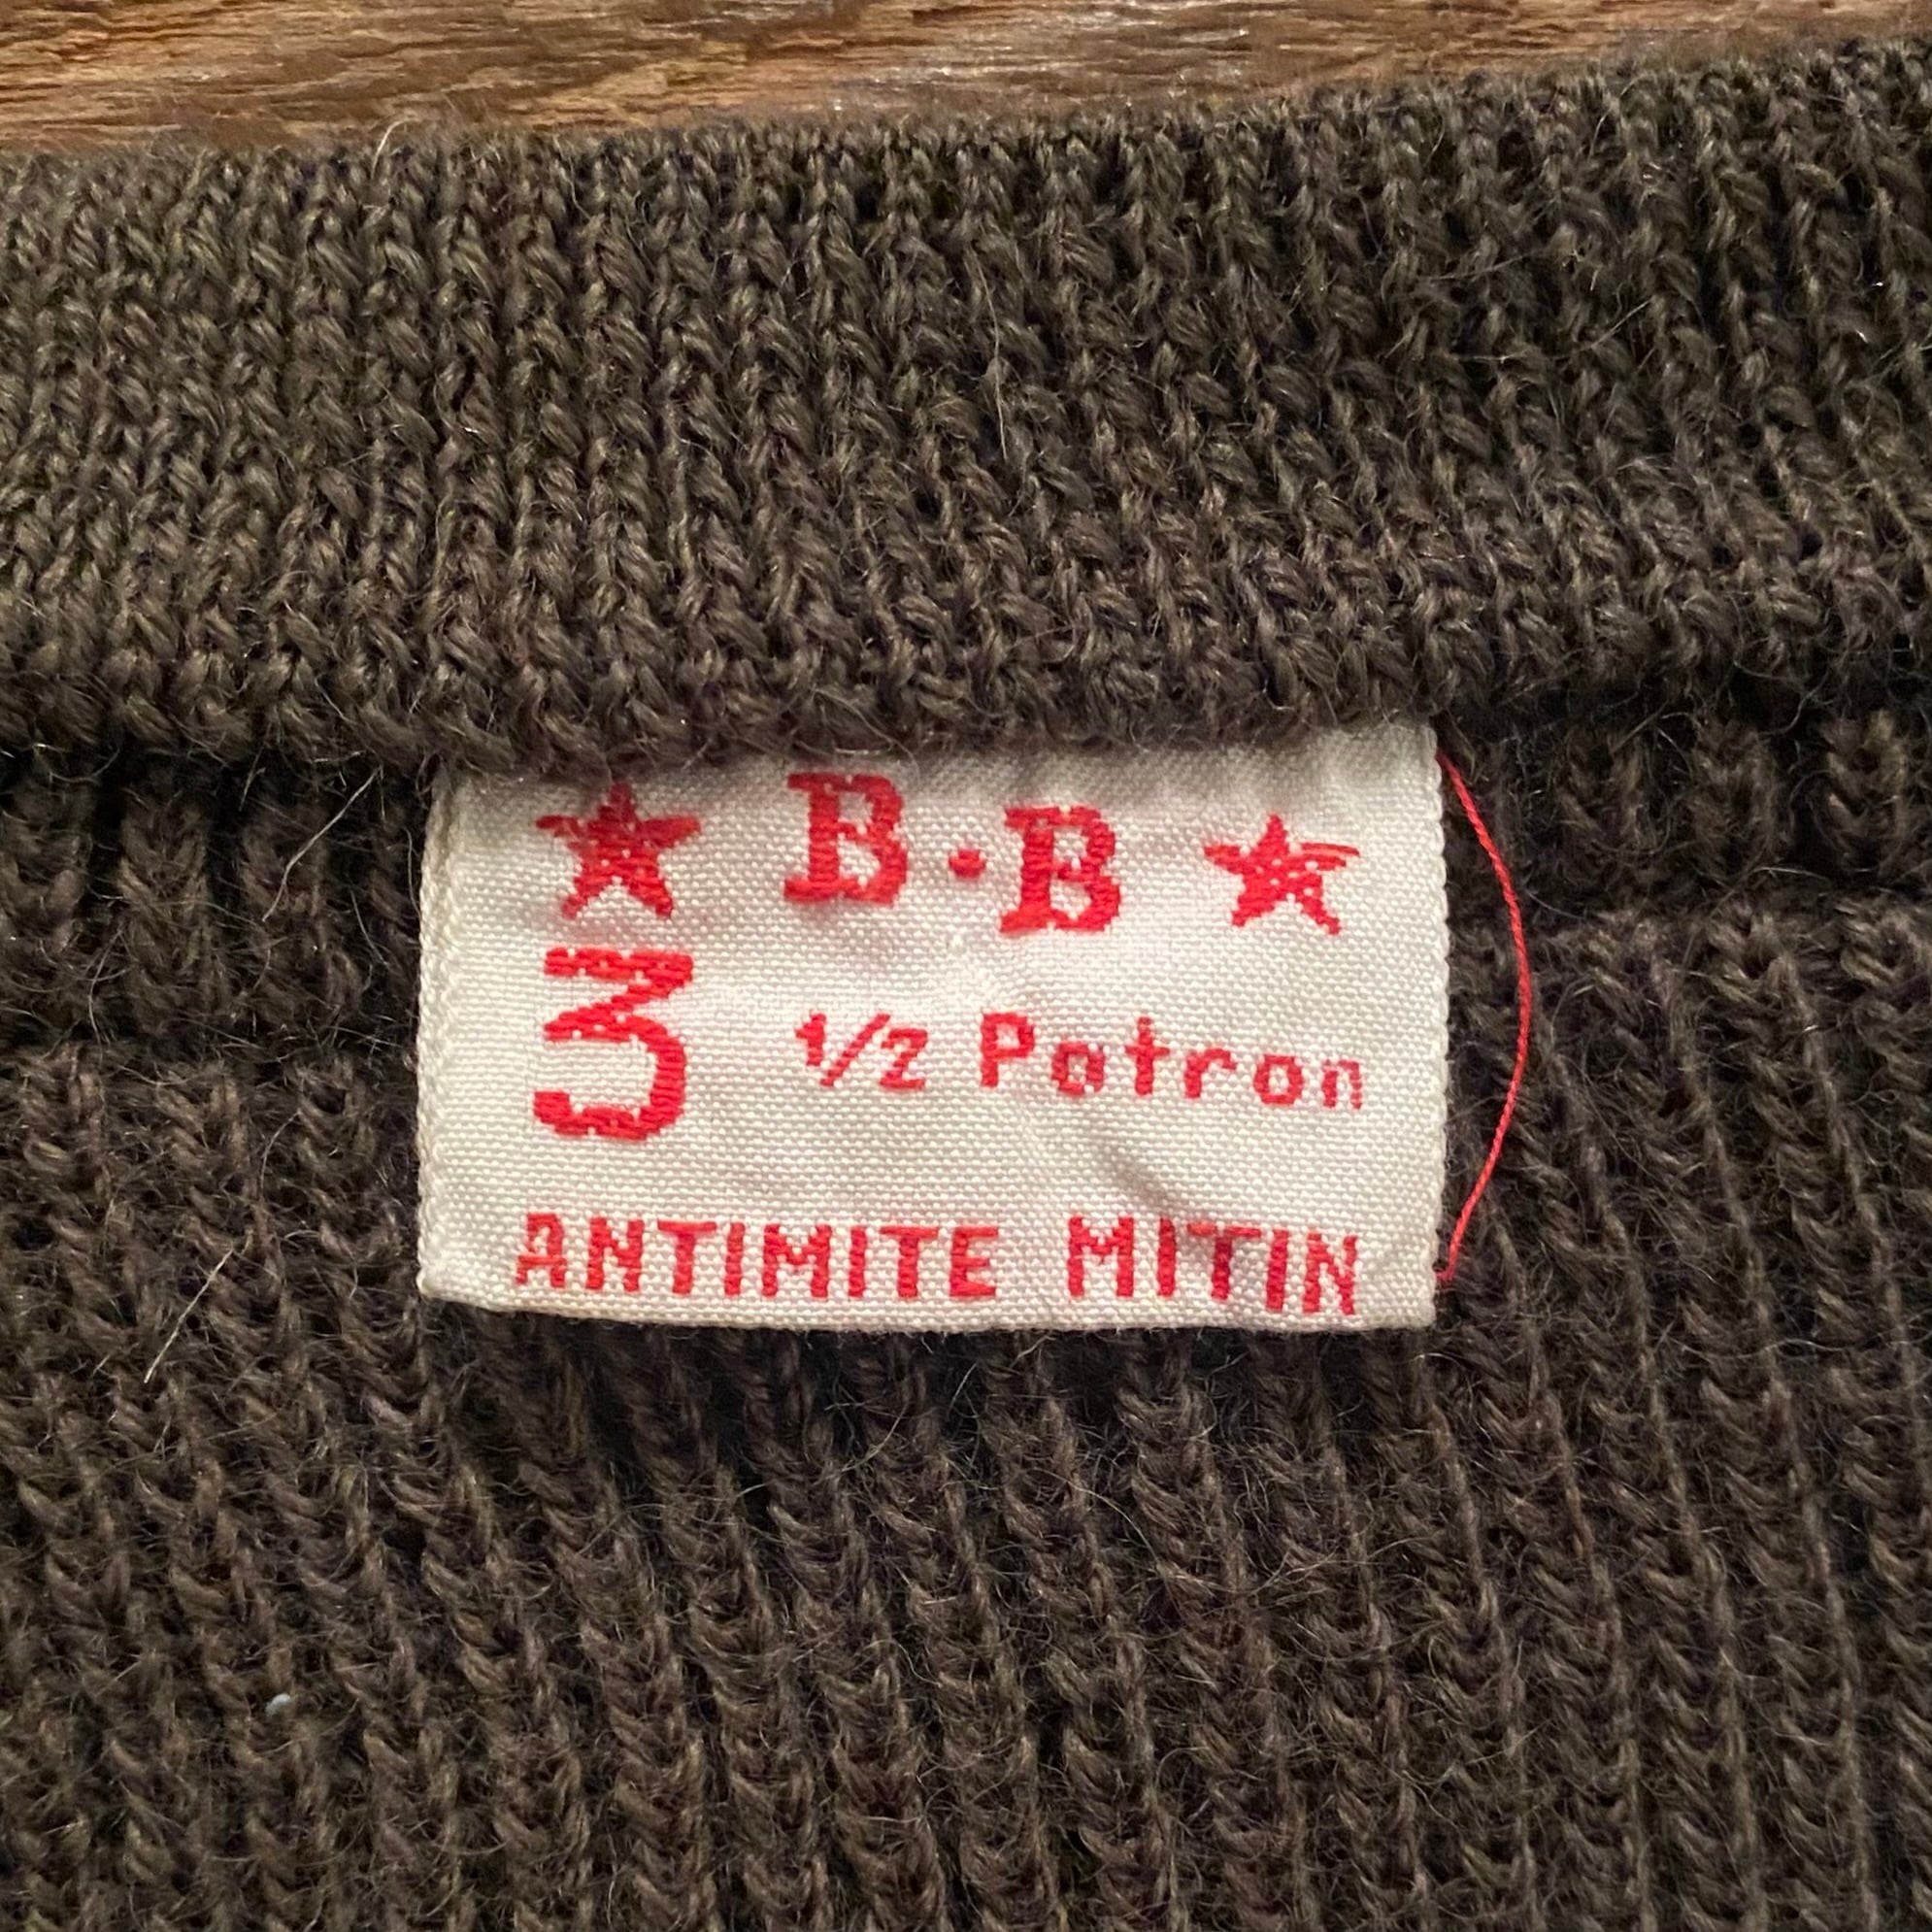 ★ B·B ★
3 1/2 Patron
ANTIMITE MITIN